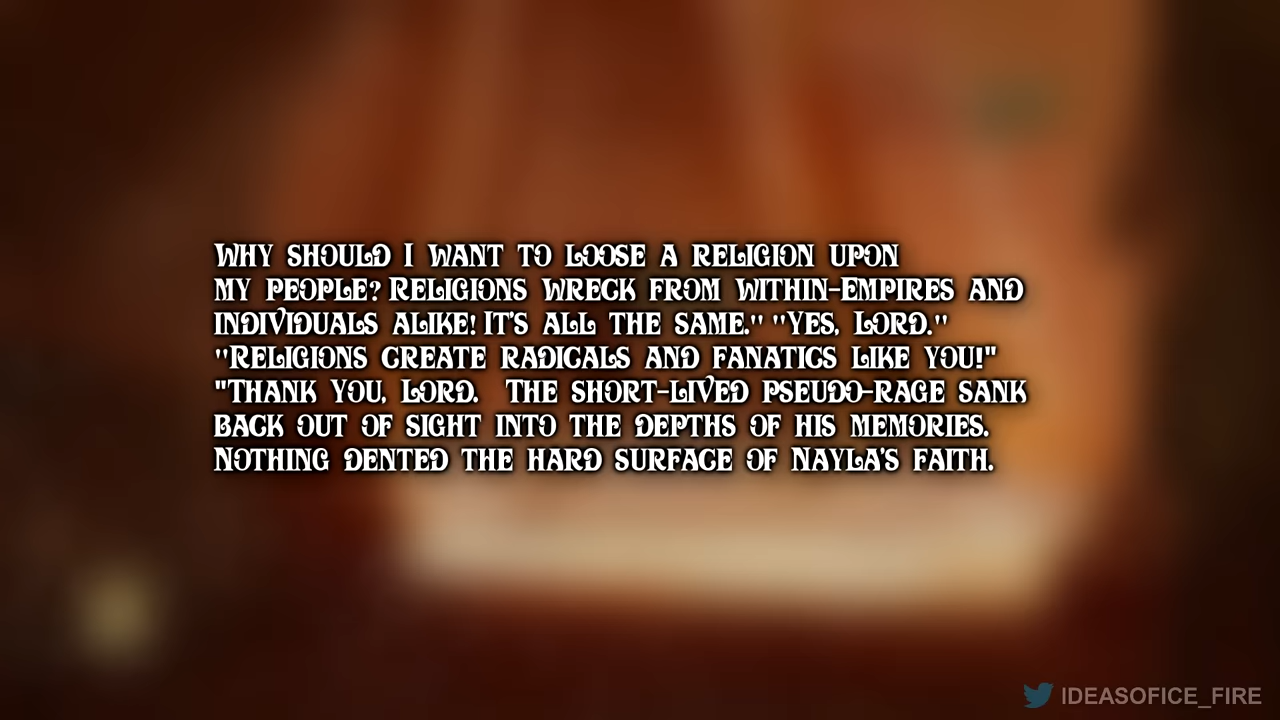 WHY SHOULD I WANT TO LOOSE A RELIGION UPON
MY PEOPLE? RELIGIONS WRECK FROM WITHIN-EMPIRES AND
INDIVIDUALS ALIKE! IT'S ALL THE SAME." "YES, LORD."
"RELIGIONS CREATE RADICALS AND FANATICS LIKE YOU!"
"THANK YOU, LORD. THE SHORT-LIVED PSEUDO-RAGE SANK
BACK OUT OF SIGHT INTO THE DEPTHS OF HIS MEMORIES.
NOTHING DENTED THE HARD SURFACE OF NAYLA'S FAITH.
IDEASOFICE_FIRE